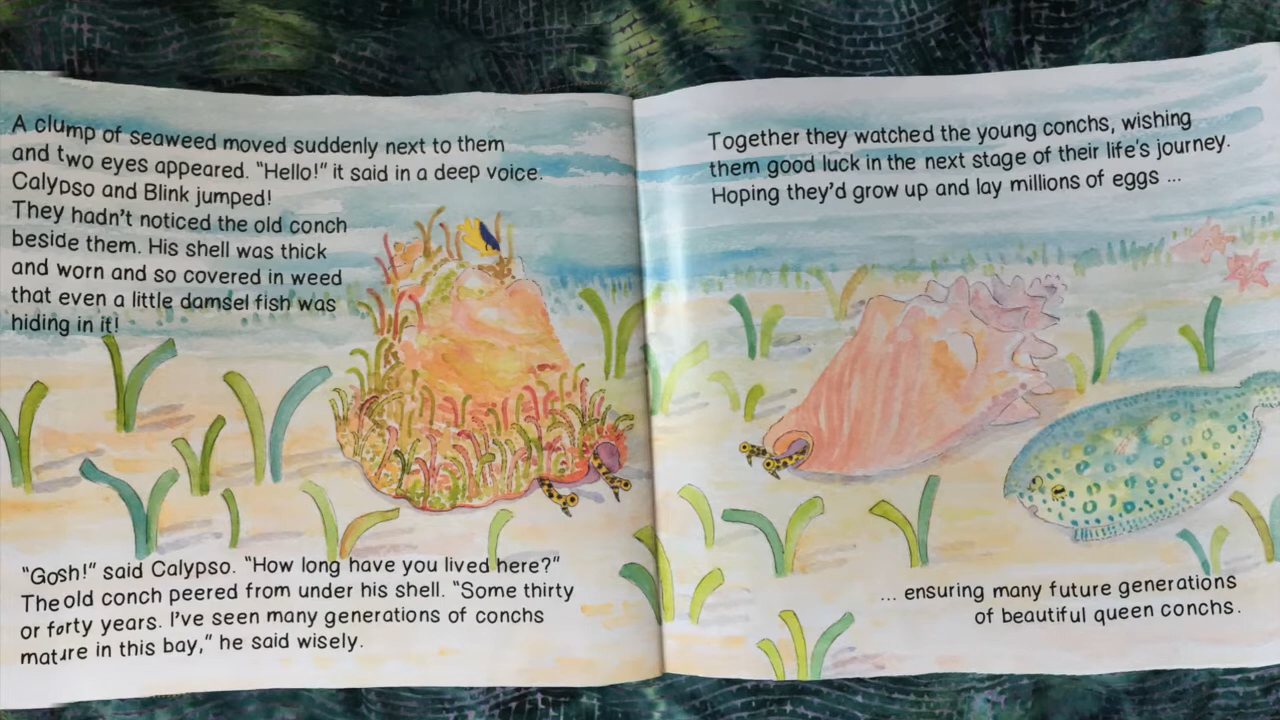 A clump of seaweed moved suddenly next to them
and two eyes appeared. "Hello!" it said in a deep voice.
Calypso and Blink jumped!
They hadn't noticed the old conch
beside them. His shell was thick
and worn and so covered in weed
that even a little damsel fish was
hiding in it!
"Gosh!" said Calypso. "How long have you lived here?"
The old conch peered from under his shell. "Some thirty
or forty years. I've seen many generations of conchs
mature in this bay," he said wisely.
Together they watched the young conchs, wishing
them good luck in the next stage of their life's journey.
Hoping they'd grow up and lay millions of eggs ...
... ensuring many future generations
of beautiful queen conchs.